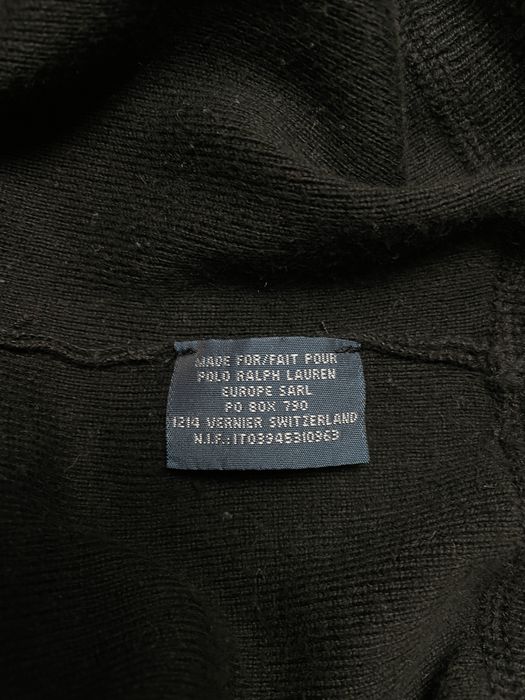 MADE FOR/FAIT POUR
POLO RALPH LAUREN
EUROPE SARL
PO BOX 790
1214 VERNIER SWITZERLAND
N.I.F.:IT03945310963